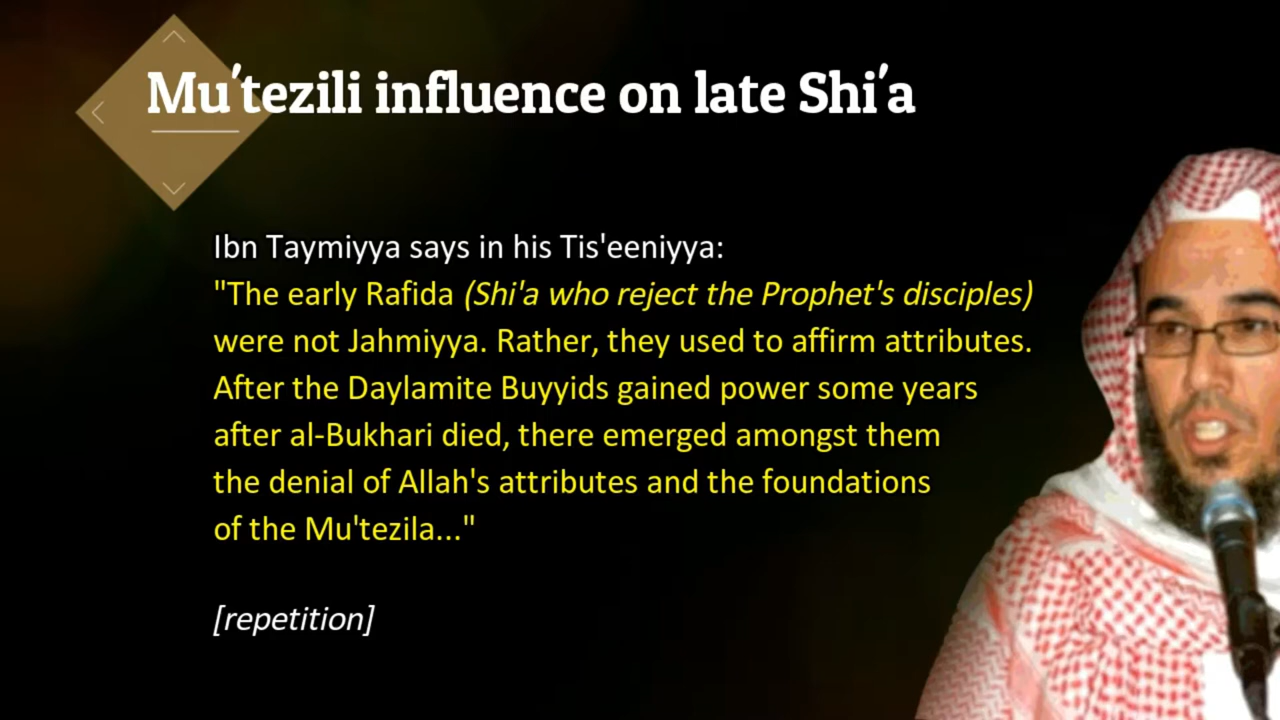 Mu'tezili influence on late Shi'a
Ibn Taymiyya says in his Tis'eeniyya:
"The early Rafida (Shi'a who reject the Prophet's disciples)
were not Jahmiyya. Rather, they used to affirm attributes.
After the Daylamite Buyyids gained power some years
after al-Bukhari died, there emerged amongst them
the denial of Allah's attributes and the foundations
of the Mu'tezila..."
[repetition]